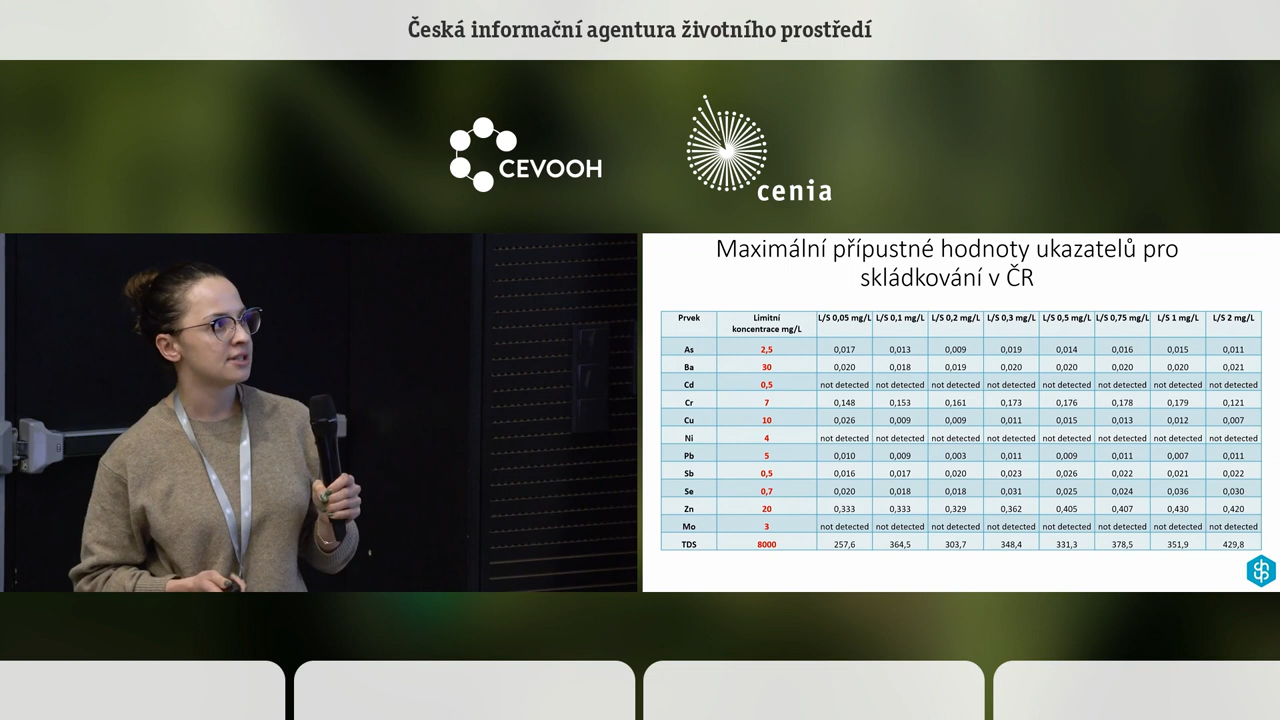 Česká informační agentura životního prostředí
CEVOOH
cenia
Maximální přípustné hodnoty ukazatelů pro
skládkování v ČR
Prvek Limitní koncentrace mg/L L/S 0,05 mg/L L/S 0,1 mg/L L/S 0,2 mg/L L/S 0,3 mg/L L/S 0,5 mg/L L/S 0,75 mg/L L/S 1 mg/L L/S 2 mg/L
As 2,5 0,017 0,013 0,009 0,019 0,014 0,016 0,015 0,011
Ba 30 0,020 0,018 0,019 0,020 0,020 0,020 0,020 0,021
Cd 0,5 not detected not detected not detected not detected not detected not detected not detected not detected
Cr 7 0,148 0,153 0,161 0,173 0,176 0,178 0,179 0,121
Cu 10 0,026 0,009 0,009 0,011 0,015 0,013 0,012 0,007
Ni 4 not detected not detected not detected not detected not detected not detected not detected not detected
Pb 5 0,010 0,009 0,003 0,011 0,009 0,011 0,007 0,011
Sb 0,5 0,016 0,017 0,020 0,023 0,026 0,022 0,021 0,022
Se 0,7 0,020 0,018 0,018 0,031 0,025 0,024 0,036 0,030
Zn 20 0,333 0,333 0,329 0,362 0,405 0,407 0,430 0,420
Mo 3 not detected not detected not detected not detected not detected not detected not detected not detected
TDS 8000 257,6 364,5 303,7 348,4 331,3 378,5 351,9 429,8